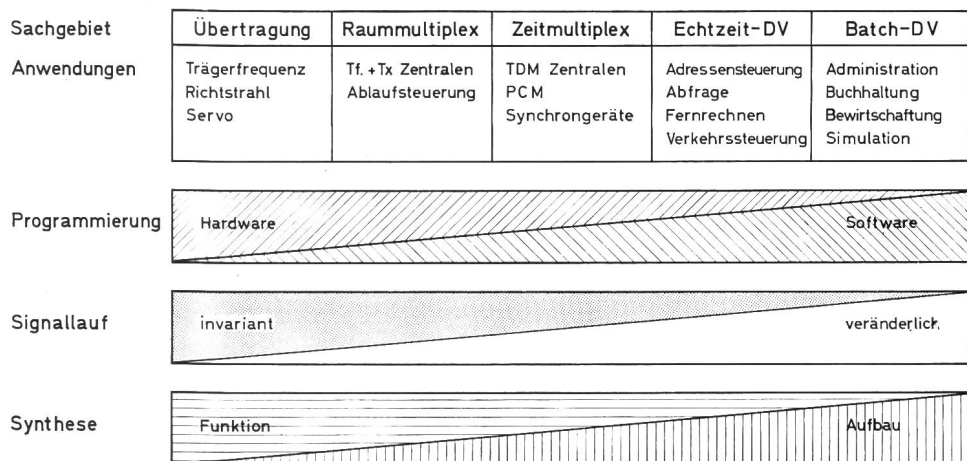 Sachgebiet Übertragung Raummultiplex Zeitmultiplex Echtzeit-DV Batch-DV
Anwendungen Trägerfrequenz Tf.+Tx Zentralen TDM Zentralen Adressensteuerung Administration
Richtstrahl Ablaufsteuerung PCM Abfrage Buchhaltung
Servo Synchrongeräte Fernrechnen Bewirtschaftung
Verkehrssteuerung Simulation
Programmierung Hardware Software
Signallauf invariant veränderlich.
Synthese Funktion Aufbau